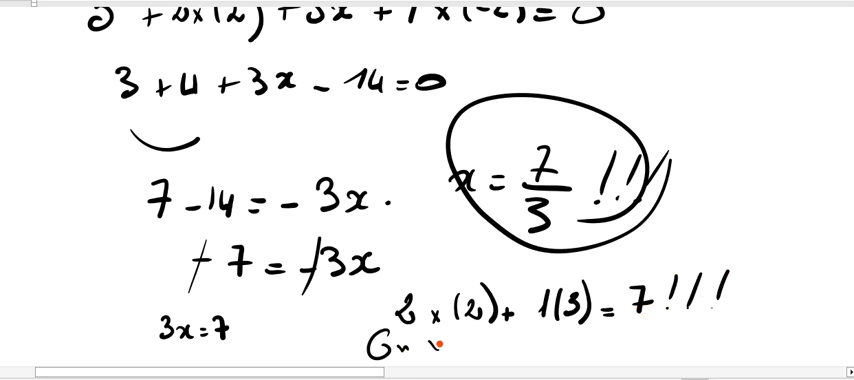 3 + 4 + 3x - 14 = 0
7 - 14 = - 3x .
x = 7/3 !!!
- 7 = - 3x
3x = 7
2 x (2) + 1(3) = 7 !!!